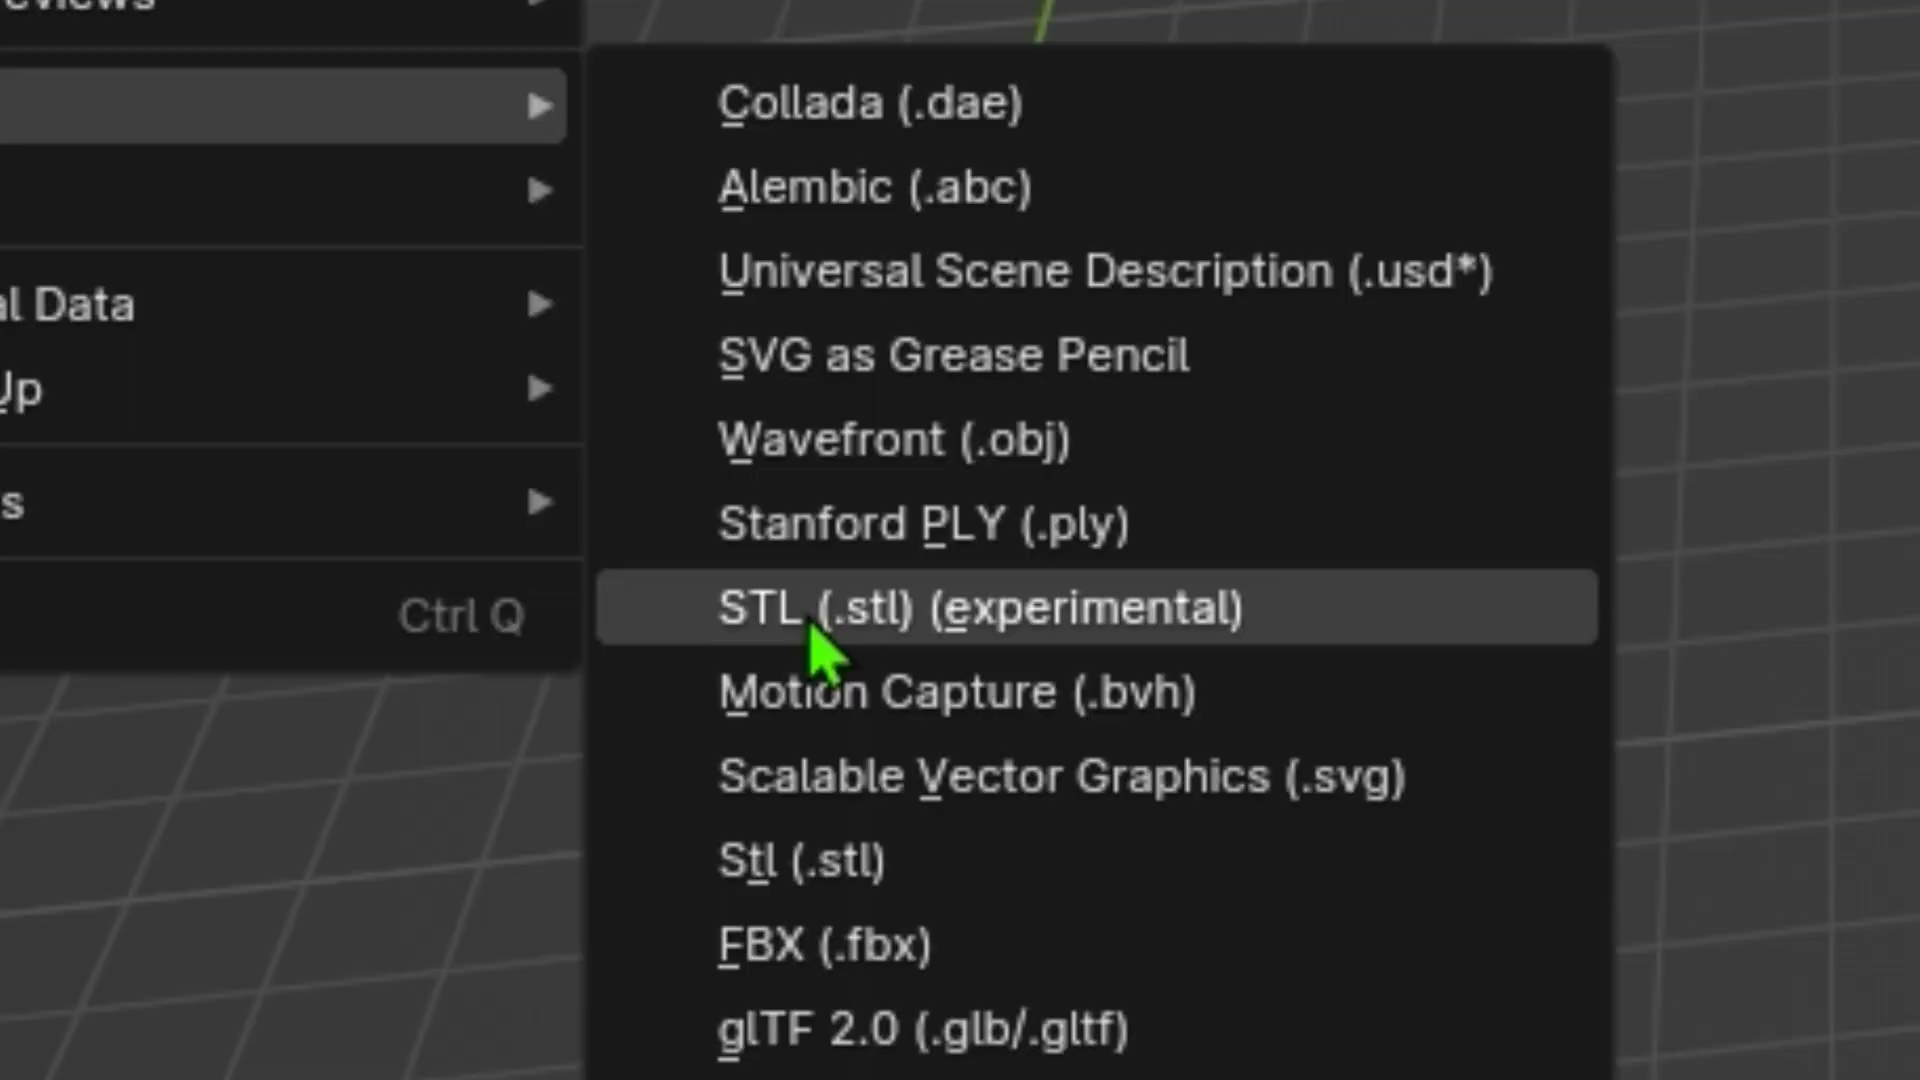 Collada (.dae)
Alembic (.abc)
Universal Scene Description (.usd*)
al Data
SVG as Grease Pencil
Up
Wavefront (.obj)
s
Stanford PLY (.ply)
Ctrl Q
STL (.stl) (experimental)
Motion Capture (.bvh)
Scalable Vector Graphics (.svg)
Stl (.stl)
FBX (.fbx)
glTF 2.0 (.glb/.gltf)